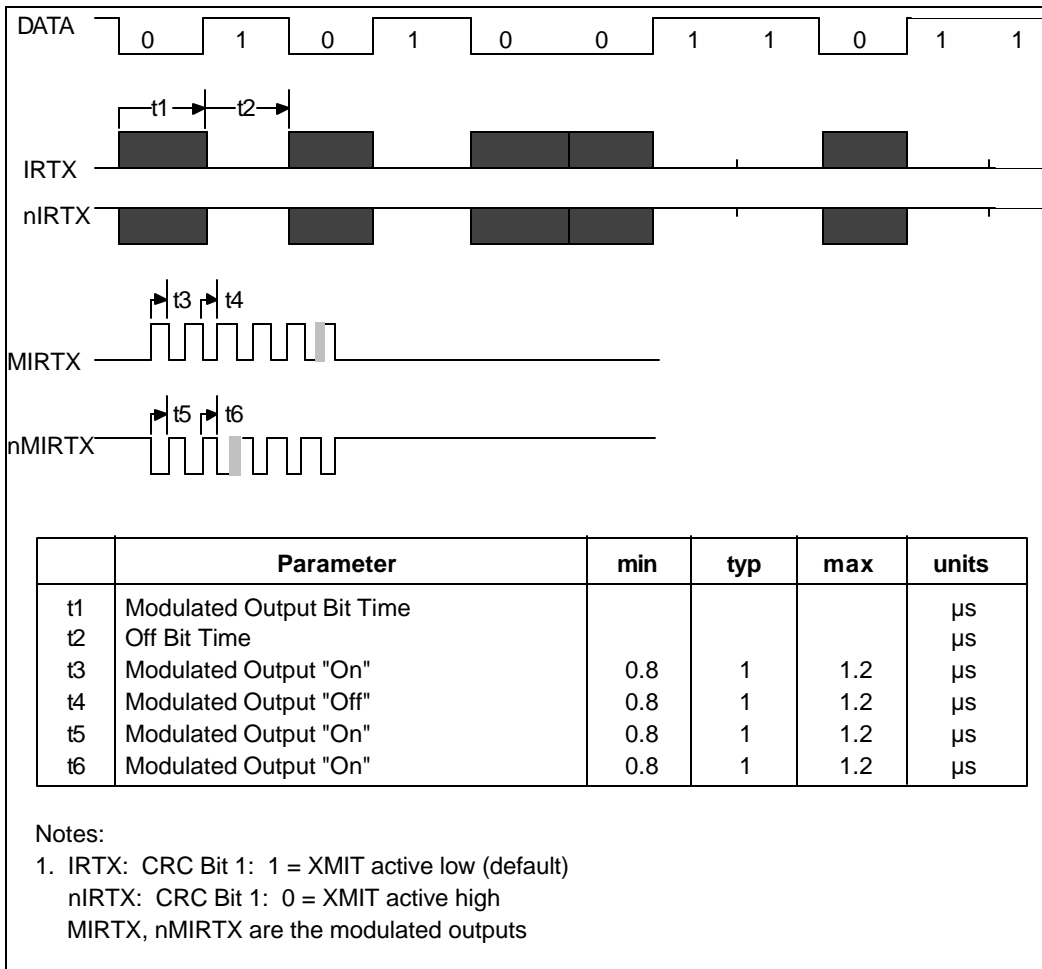 DATA 0 1 0 1 0 0 1 1 0 1 1
t1 t2
IRTX
nIRTX
t3 t4
MIRTX
t5 t6
nMIRTX
Parameter min typ max units
t1 Modulated Output Bit Time µs
t2 Off Bit Time µs
t3 Modulated Output "On" 0.8 1 1.2 µs
t4 Modulated Output "Off" 0.8 1 1.2 µs
t5 Modulated Output "On" 0.8 1 1.2 µs
t6 Modulated Output "On" 0.8 1 1.2 µs
Notes:
1. IRTX: CRC Bit 1: 1 = XMIT active low (default)
nIRTX: CRC Bit 1: 0 = XMIT active high
MIRTX, nMIRTX are the modulated outputs